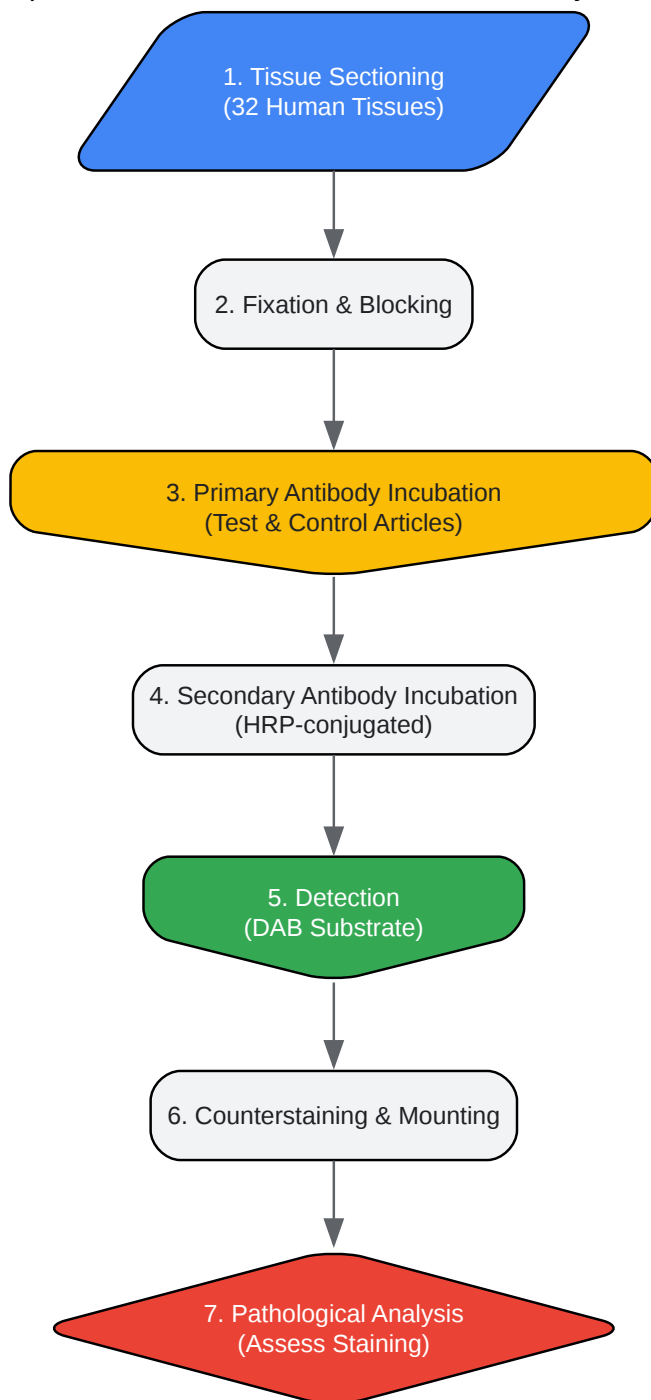 1. Tissue Sectioning
(32 Human Tissues)
2. Fixation & Blocking
3. Primary Antibody Incubation
(Test & Control Articles)
4. Secondary Antibody Incubation
(HRP-conjugated)
5. Detection
(DAB Substrate)
6. Counterstaining & Mounting
7. Pathological Analysis
(Assess Staining)